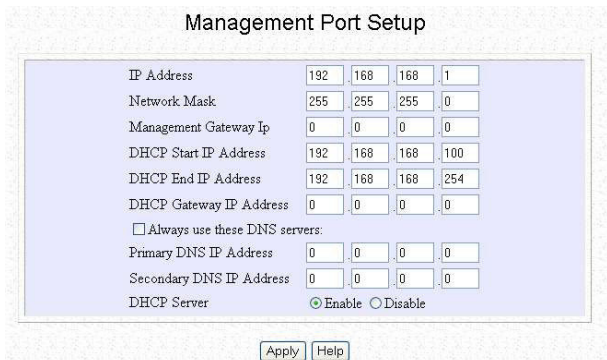 Management Port Setup
IP Address 192 . 168 . 168 . 1
Network Mask 255 . 255 . 255 . 0
Management Gateway Ip 0 . 0 . 0 . 0
DHCP Start IP Address 192 . 168 . 168 . 100
DHCP End IP Address 192 . 168 . 168 . 254
DHCP Gateway IP Address 0 . 0 . 0 . 0
Always use these DNS servers:
Primary DNS IP Address 0 . 0 . 0 . 0
Secondary DNS IP Address 0 . 0 . 0 . 0
DHCP Server Enable Disable
Apply Help